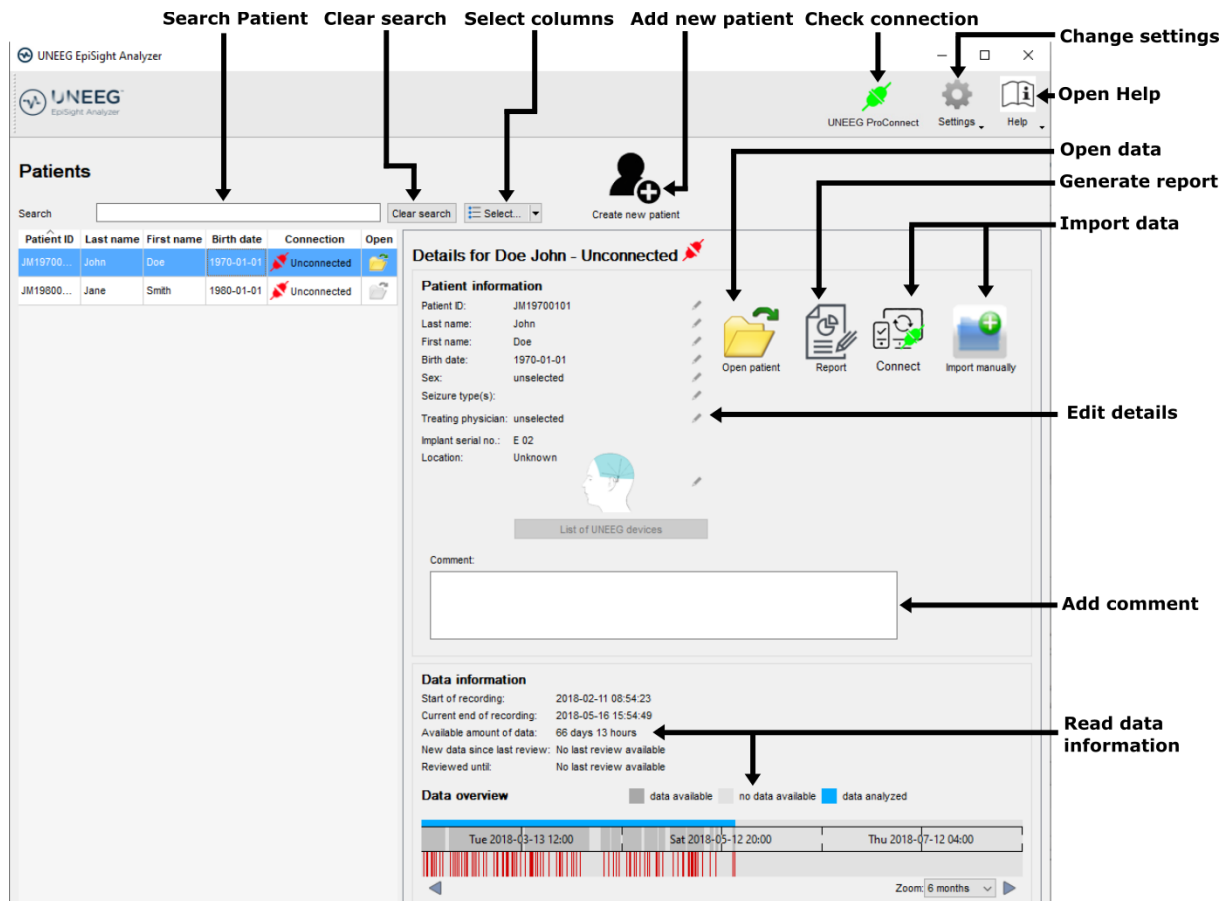 Search Patient Clear search Select columns Add new patient Check connection
Change settings
UNEEG EpiSight Analyzer
UNEEG
EpiSight Analyzer
UNEEG ProConnect Settings Help
Open Help
Open data
Generate report
Import data
Patients
Search Clear search Select... Create new patient
Patient ID Last name First name Birth date Connection Open
JM19700... John Doe 1970-01-01 Unconnected
JM19800... Jane Smith 1980-01-01 Unconnected
Details for Doe John - Unconnected
Patient information
Patient ID: JM19700101
Last name: John
First name: Doe
Birth date: 1970-01-01
Sex: unselected
Seizure type(s):
Treating physician: unselected
Implant serial no.: E 02
Location: Unknown
Open patient Report Connect Import manually
Edit details
List of UNEEG devices
Comment:
Add comment
Data information
Start of recording: 2018-02-11 08:54:23
Current end of recording: 2018-05-16 15:54:49
Available amount of data: 66 days 13 hours
New data since last review: No last review available
Reviewed until: No last review available
Read data
information
Data overview data available no data available data analyzed
Tue 2018-03-13 12:00 Sat 2018-05-12 20:00 Thu 2018-07-12 04:00
Zoom: 6 months